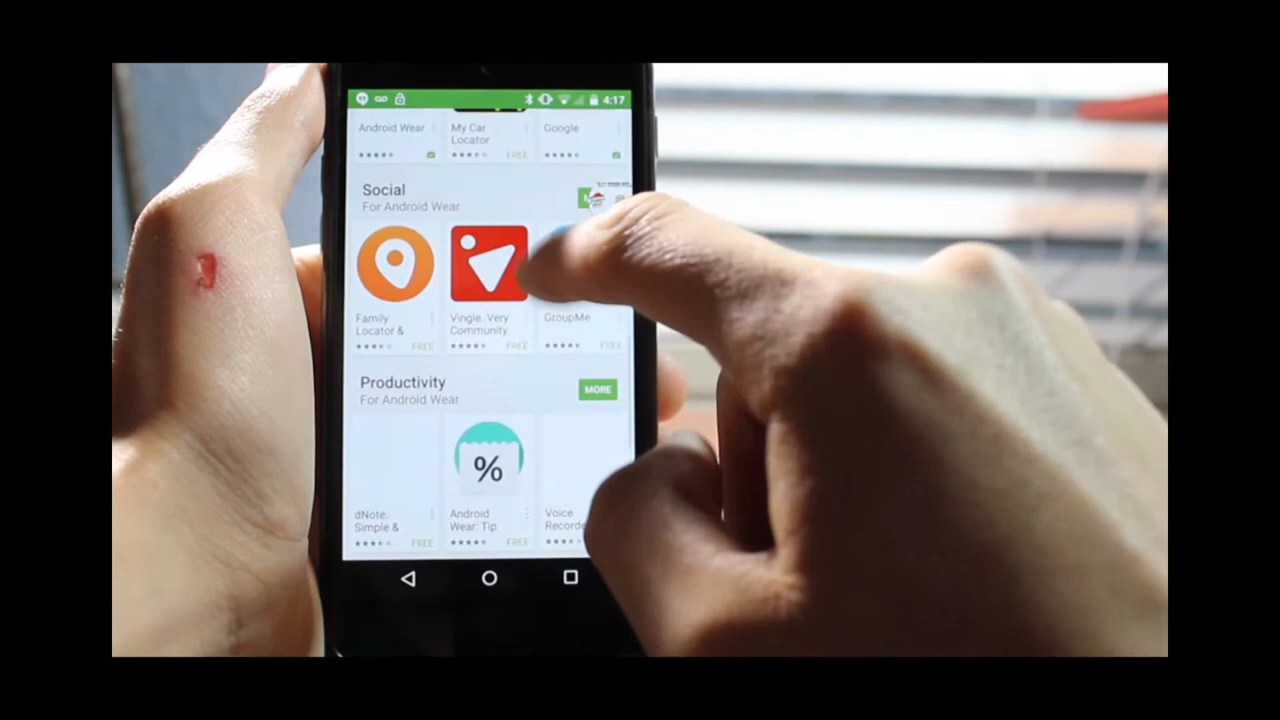 4:17
Android Wear
My Car
Locator
Google
FREE
Social
For Android Wear
Family
Locator &
Vingle. Very
Community
GroupMe
FREE
FREE
FREE
Productivity
For Android Wear
MORE
%
dNote:
Simple &
Android
Wear: Tip
Voice
Recorde
FREE
FREE